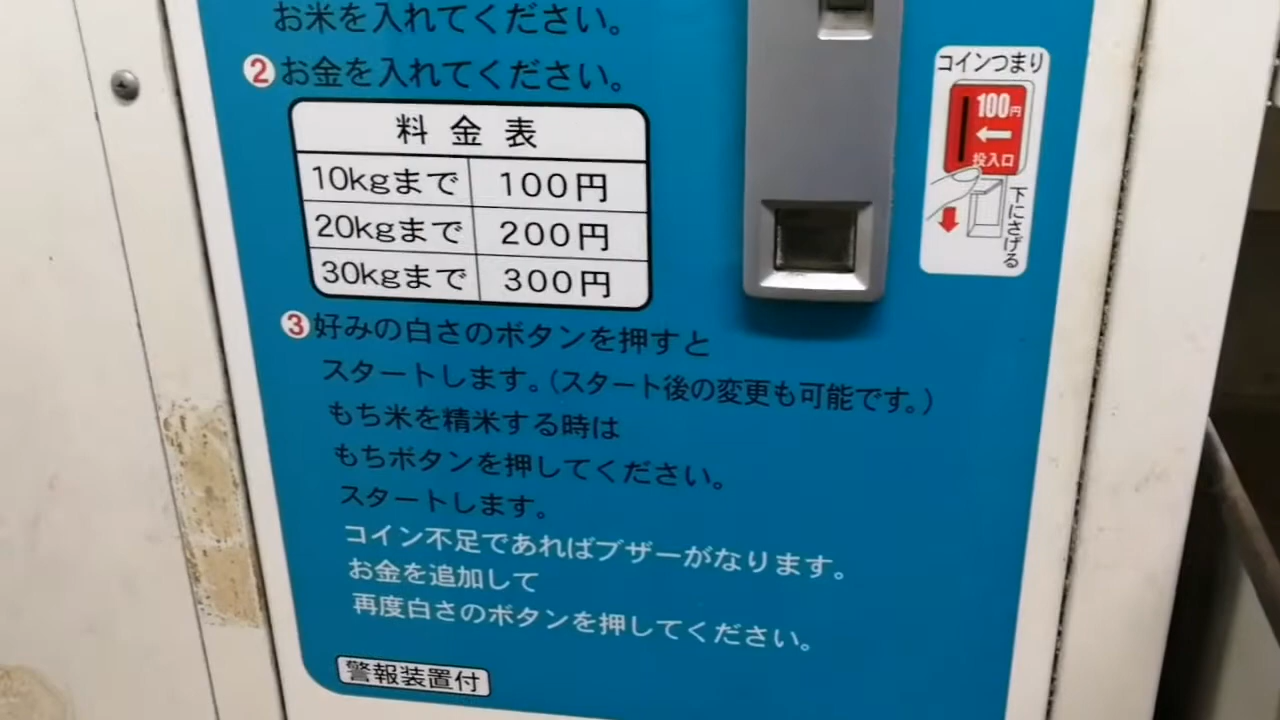 お米を入れてください。
❷お金を入れてください。
料金表
10kgまで 100円
20kgまで 200円
30kgまで 300円
❸好みの白さのボタンを押すと
スタートします。(スタート後の変更も可能です。)
もち米を精米する時は
もちボタンを押してください。
スタートします。
コイン不足であればブザーがなります。
お金を追加して
再度白さのボタンを押してください。
警報装置付
コインつまり
100円
←
投入口
下にさげる